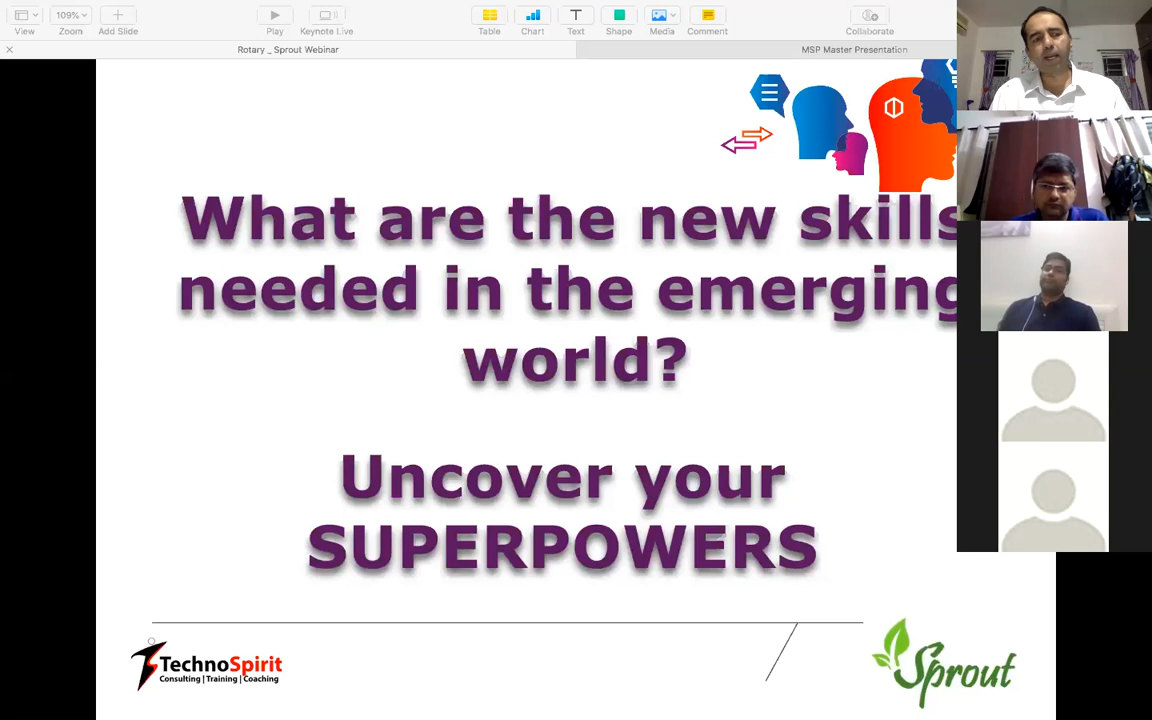 109%
View
Zoom
Add Slide
Play
Keynote Live
Table
Chart
Text
Shape
Media
Comment
Collaborate
Rotary _ Sprout Webinar
MSP Master Presentation
What are the new skills
needed in the emerging
world?
Uncover your
SUPERPOWERS
TechnoSpirit
Consulting | Training | Coaching
Sprout